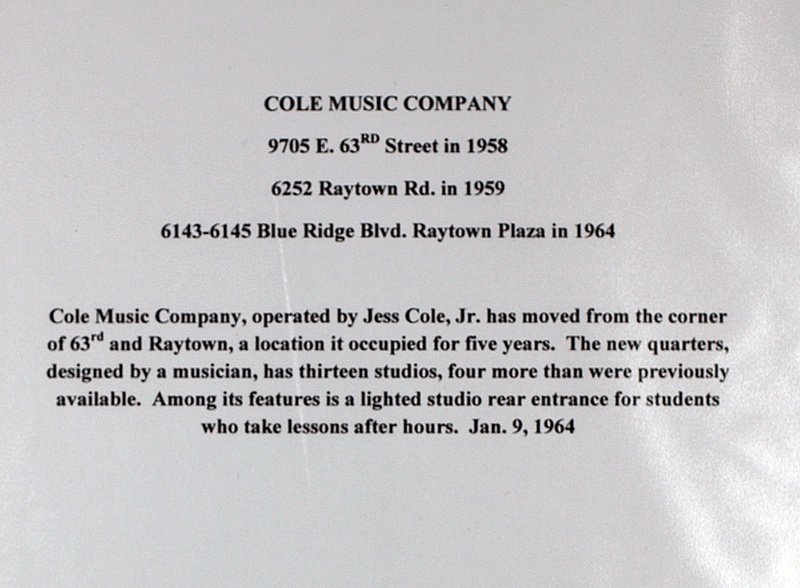 COLE MUSIC COMPANY
9705 E. 63RD Street in 1958
6252 Raytown Rd. in 1959
6143-6145 Blue Ridge Blvd. Raytown Plaza in 1964
Cole Music Company, operated by Jess Cole, Jr. has moved from the corner
of 63rd and Raytown, a location it occupied for five years. The new quarters,
designed by a musician, has thirteen studios, four more than were previously
available. Among its features is a lighted studio rear entrance for students
who take lessons after hours. Jan. 9, 1964